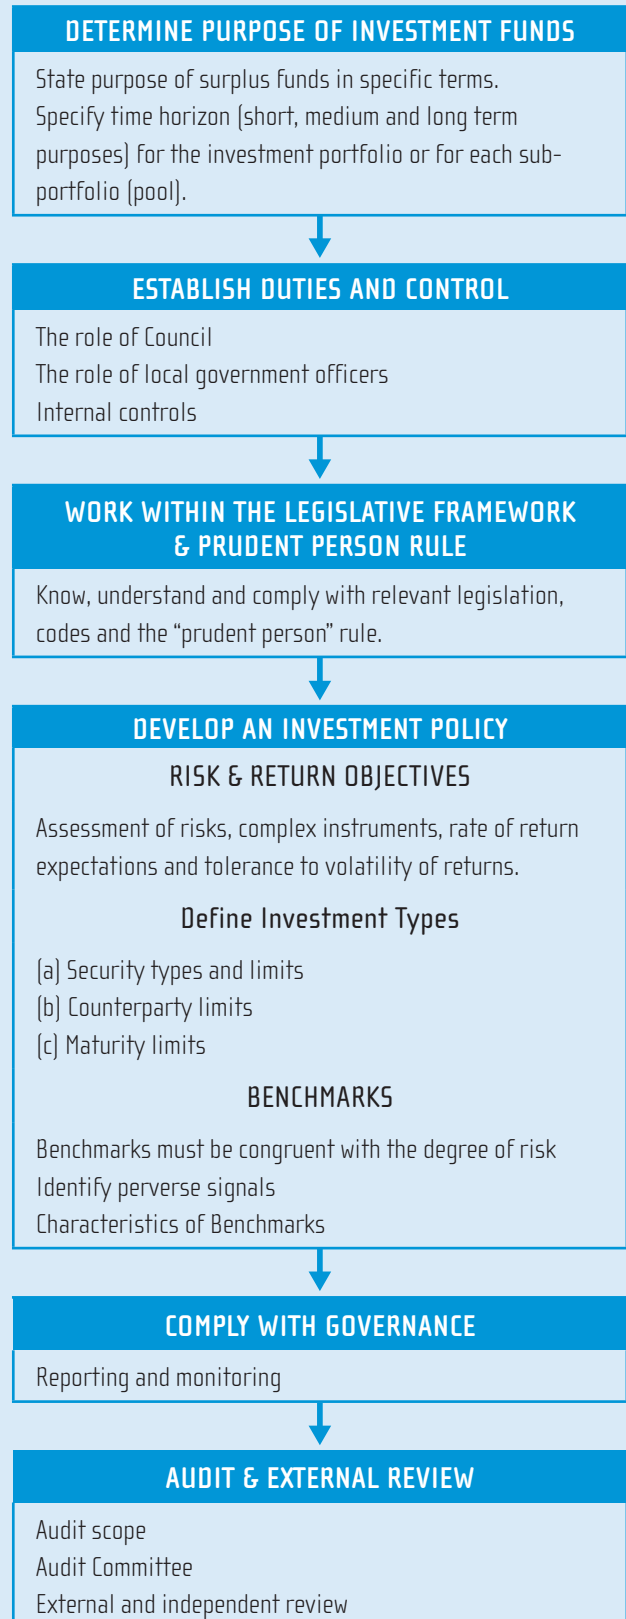 DETERMINE PURPOSE OF INVESTMENT FUNDS
State purpose of surplus funds in specific terms.
Specify time horizon (short, medium and long term
purposes) for the investment portfolio or for each sub-
portfolio (pool).
ESTABLISH DUTIES AND CONTROL
The role of Council
The role of local government officers
Internal controls
WORK WITHIN THE LEGISLATIVE FRAMEWORK
& PRUDENT PERSON RULE
Know, understand and comply with relevant legislation,
codes and the “prudent person” rule.
DEVELOP AN INVESTMENT POLICY
RISK & RETURN OBJECTIVES
Assessment of risks, complex instruments, rate of return
expectations and tolerance to volatility of returns.
Define Investment Types
(a) Security types and limits
(b) Counterparty limits
(c) Maturity limits
BENCHMARKS
Benchmarks must be congruent with the degree of risk
Identify perverse signals
Characteristics of Benchmarks
COMPLY WITH GOVERNANCE
Reporting and monitoring
AUDIT & EXTERNAL REVIEW
Audit scope
Audit Committee
External and independent review